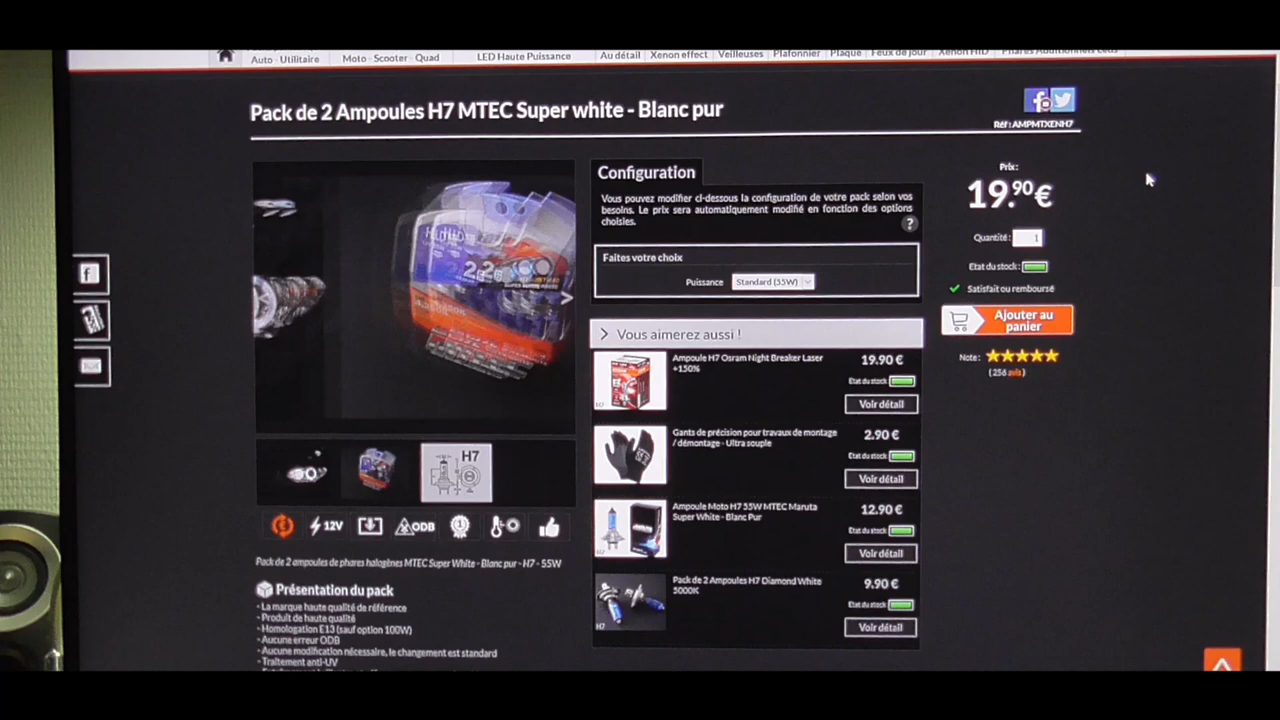 Auto - Utilitaire
Moto - Scooter - Quad
LED Haute Puissance
Au détail
Xenon effect
Veilleuses
Plafonnier
Plaque
Feux de jour
Xenon HID
Phares Additionnels Leds
Pack de 2 Ampoules H7 MTEC Super white - Blanc pur
Réf : AMPMTXENH7
Configuration
Vous pouvez modifier ci-dessous la configuration de votre pack selon vos
besoins. Le prix sera automatiquement modifié en fonction des options
choisies.
?
Faites votre choix
Puissance Standard (55W)
Prix :
19.90€
Quantité : 1
Etat du stock :
Satisfait ou remboursé
Ajouter au
panier
Note :
(256 avis)
Vous aimerez aussi !
Ampoule H7 Osram Night Breaker Laser
+150%
19.90 €
Etat du stock
Voir détail
Gants de précision pour travaux de montage
/ démontage - Ultra souple
2.90 €
Etat du stock
Voir détail
Ampoule Moto H7 55W MTEC Maruta
Super White - Blanc Pur
12.90 €
Etat du stock
Voir détail
Pack de 2 Ampoules H7 Diamond White
5000K
9.90 €
Etat du stock
Voir détail
H7
H7
12V
ODB
Pack de 2 ampoules de phares halogènes MTEC Super White - Blanc pur - H7 - 55W
Présentation du pack
- La marque haute qualité de référence
- Produit de haute qualité
- Homologation E13 (sauf option 100W)
- Aucune erreur ODB
- Aucune modification nécessaire, le changement est standard
- Traitement anti-UV